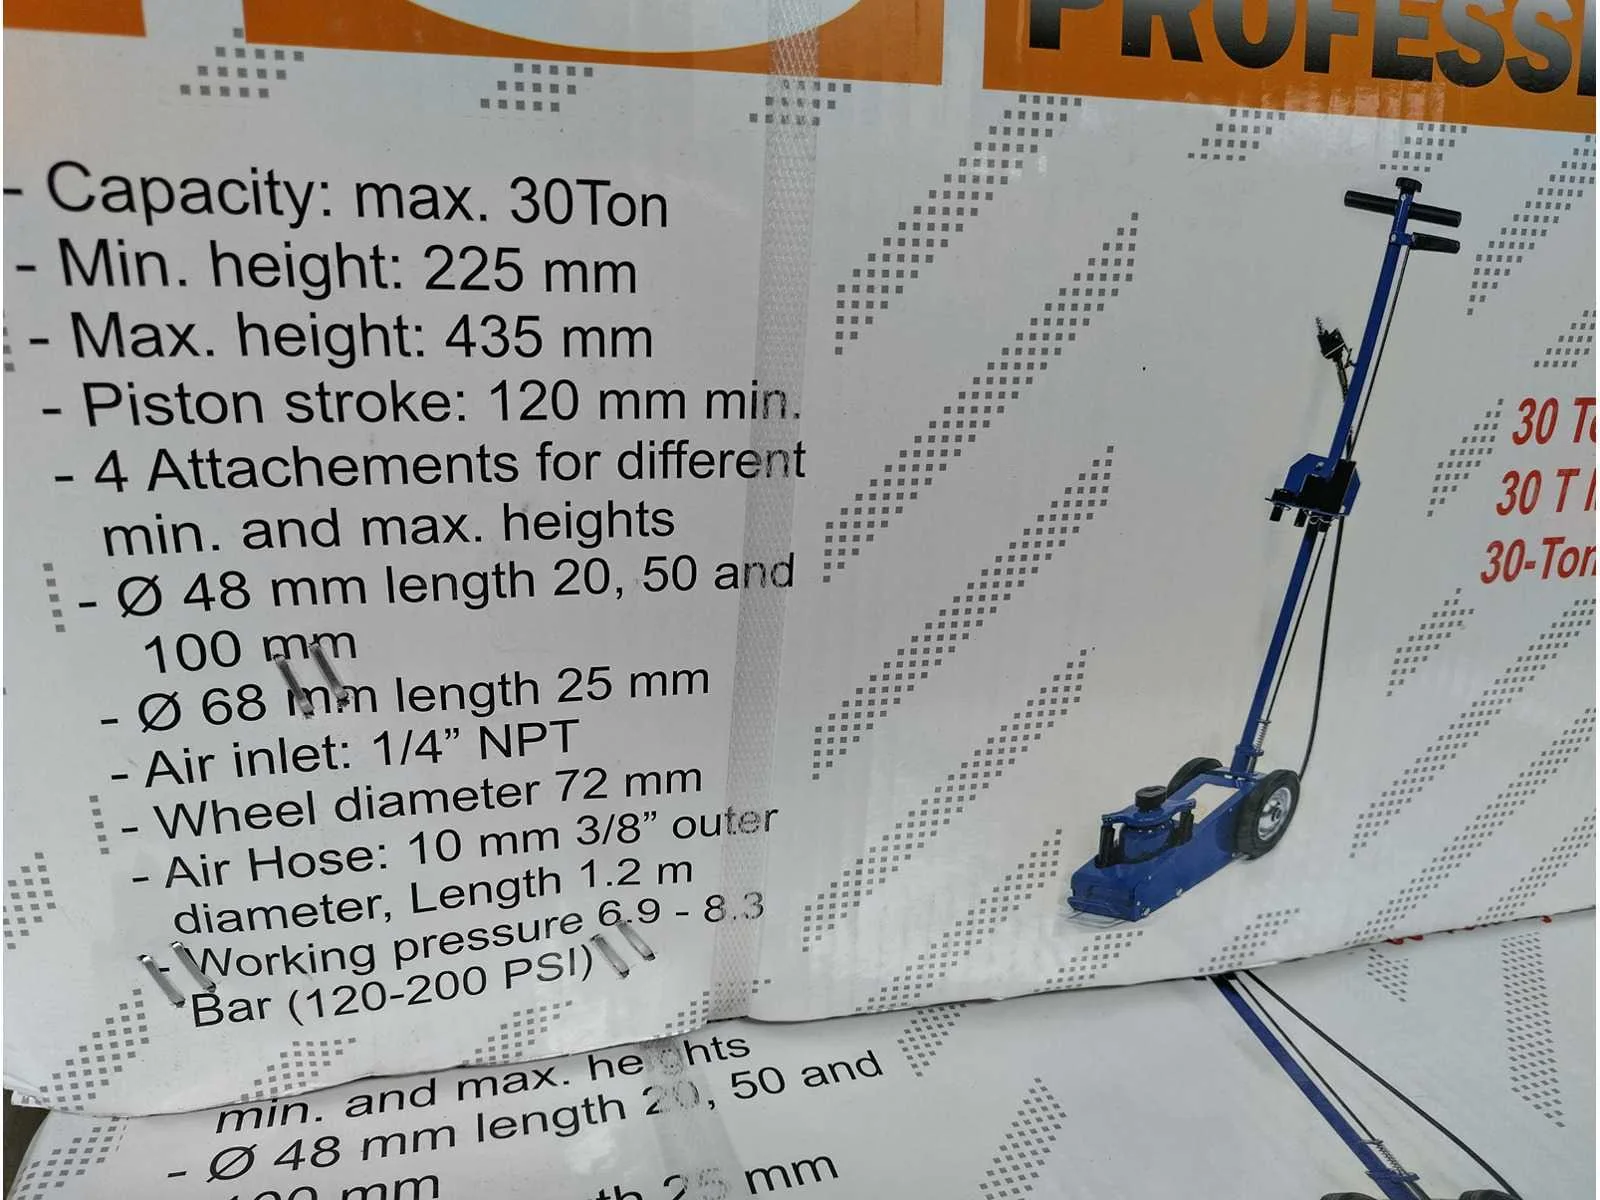 PROFESSI
- Capacity: max. 30Ton
- Min. height: 225 mm
- Max. height: 435 mm
- Piston stroke: 120 mm min.
- 4 Attachements for different
min. and max. heights
- Ø 48 mm length 20, 50 and
100 mm
- Ø 68 mm length 25 mm
- Air inlet: 1/4” NPT
- Wheel diameter 72 mm
- Air Hose: 10 mm 3/8” outer
diameter, Length 1.2 m
- Working pressure 6.9 - 8.3
Bar (120-200 PSI)
30 T
30 T
30-Ton
min. and max. heights
- Ø 48 mm length 20, 50 and
100 mm
25 mm